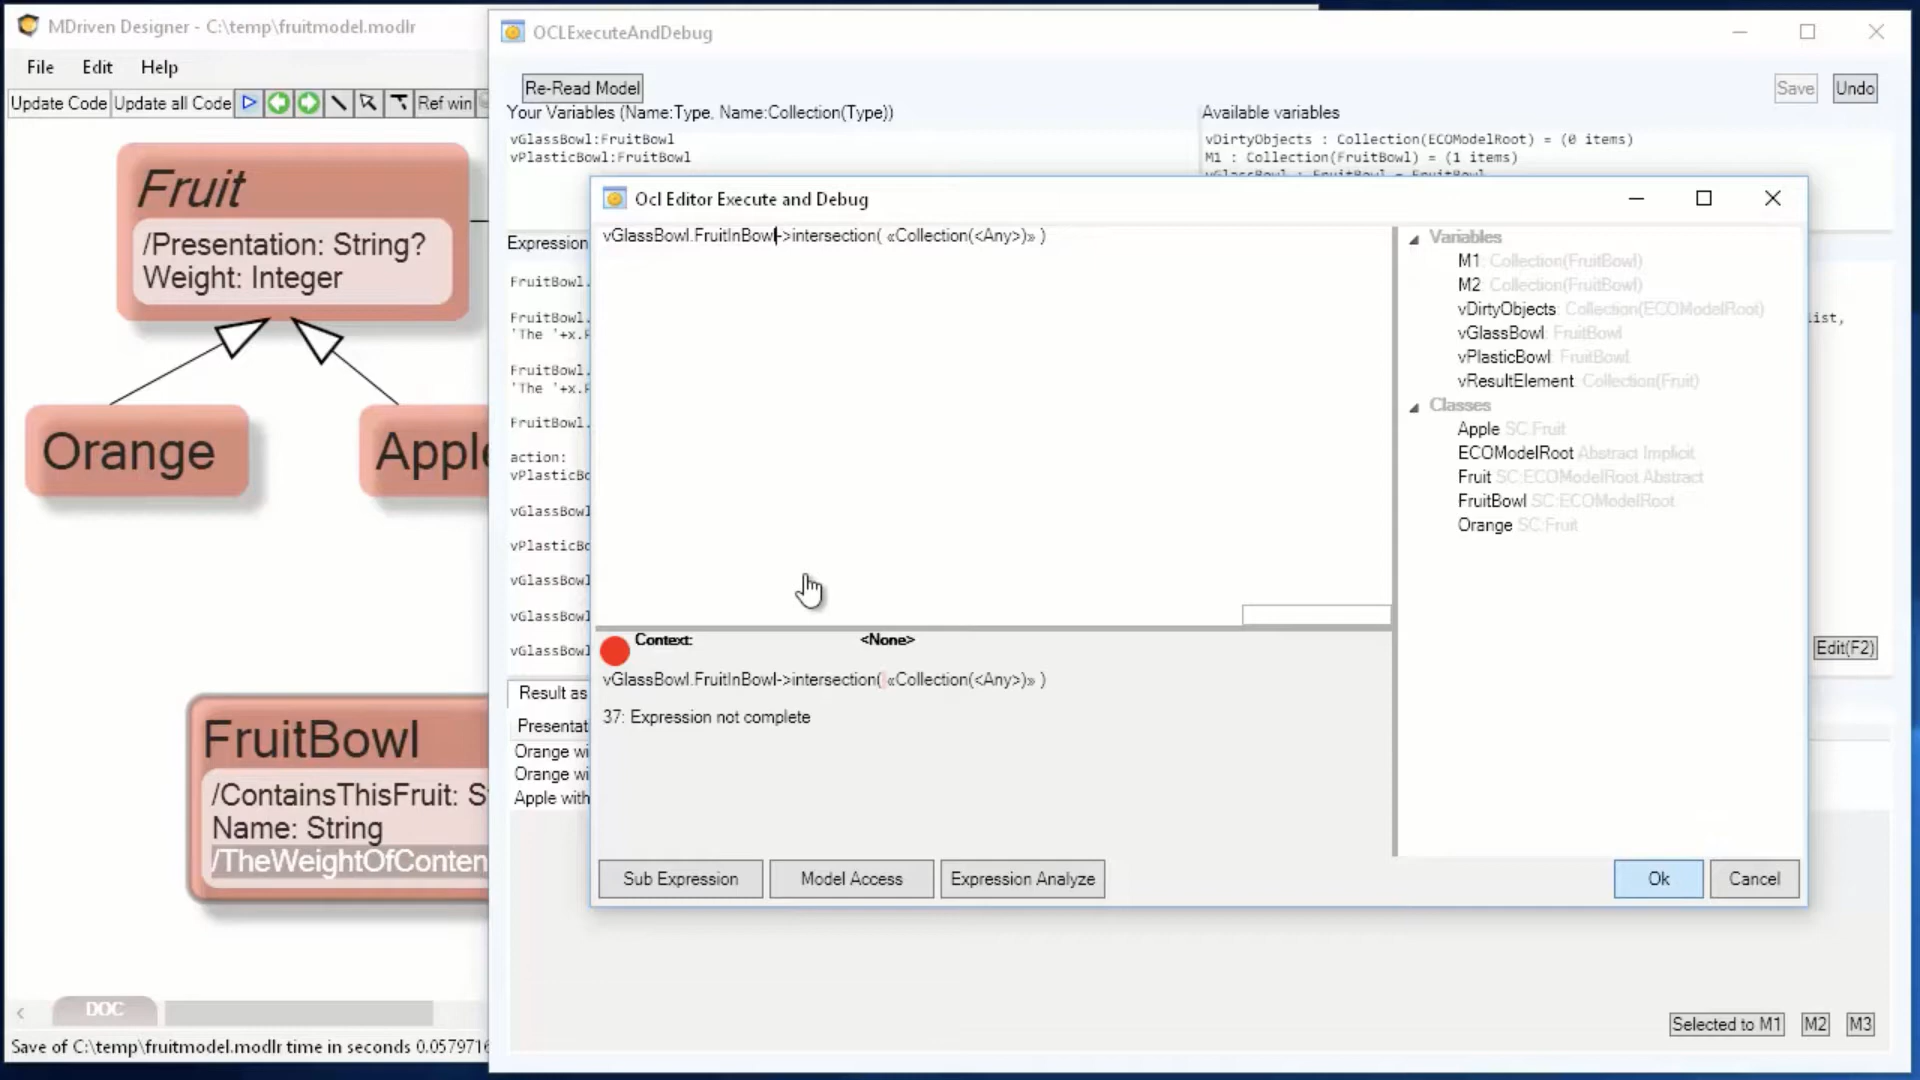 MDriven Designer - C:\temp\fruitmodel.modlr
File Edit Help
Update Code Update all Code Ref win
Fruit
/Presentation: String?
Weight: Integer
Orange
Apple
FruitBowl
/ContainsThisFruit: S
Name: String
/TheWeightOfConten
DOC
Save of C:\temp\fruitmodel.modlr time in seconds 0.0579716
OCLExecuteAndDebug
Re-Read Model
Save Undo
Your Variables (Name:Type, Name:Collection(Type))
vGlassBowl:FruitBowl
vPlasticBowl:FruitBowl
Available variables
vDirtyObjects : Collection(ECOModelRoot) = (0 items)
M1 : Collection(FruitBowl) = (1 items)
vGlassBowl : FruitBowl = FruitBowl
Expression
FruitBowl.
FruitBowl.
'The '+x.
ist,
FruitBowl.
'The '+x.
FruitBowl.
action:
vPlasticBo
vGlassBowl
vPlasticBo
vGlassBowl
vGlassBowl
vGlassBowl
Edit(F2)
Result as
Presentat
Orange wi
Orange wi
Apple with
Selected to M1 M2 M3
Ocl Editor Execute and Debug
vGlassBowl.FruitInBowl->intersection( «Collection(<Any>)» )
Variables
M1: Collection(FruitBowl)
M2: Collection(FruitBowl)
vDirtyObjects: Collection(ECOModelRoot)
vGlassBowl: FruitBowl
vPlasticBowl: FruitBowl
vResultElement: Collection(Fruit)
Classes
Apple SC:Fruit
ECOModelRoot Abstract Implicit
Fruit SC:ECOModelRoot Abstract
FruitBowl SC:ECOModelRoot
Orange SC:Fruit
Context: <None>
vGlassBowl.FruitInBowl->intersection( «Collection(<Any>)» )
37: Expression not complete
Sub Expression Model Access Expression Analyze Ok Cancel